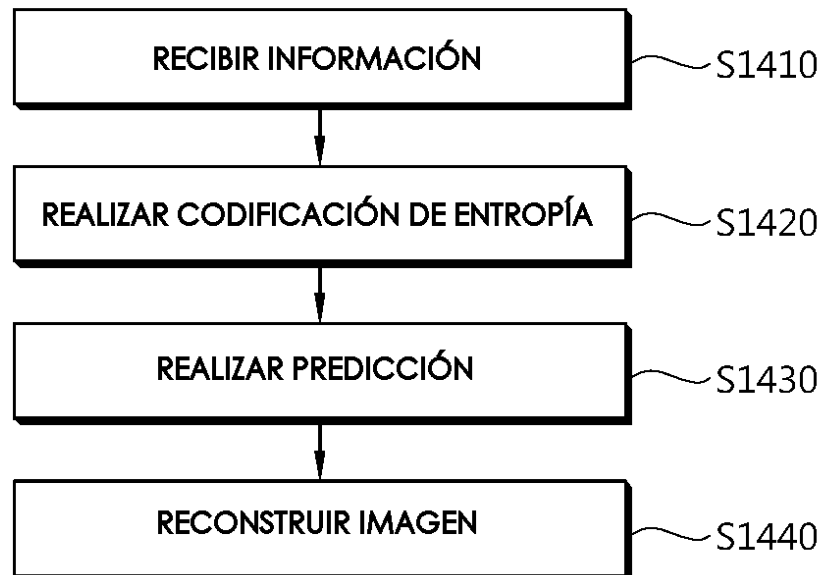 RECIBIR INFORMACIÓN
S1410
REALIZAR CODIFICACIÓN DE ENTROPÍA
S1420
REALIZAR PREDICCIÓN
S1430
RECONSTRUIR IMAGEN
S1440